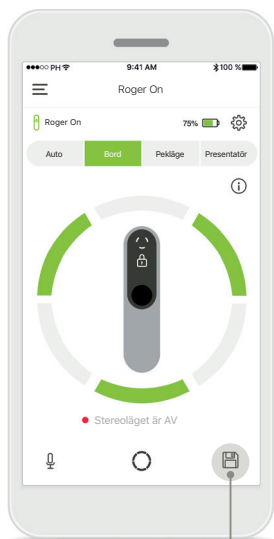 PH 9:41 AM 100 %
Roger On
Roger On 75%
Auto Bord Pekläge Presentatör
Stereoläget är AV